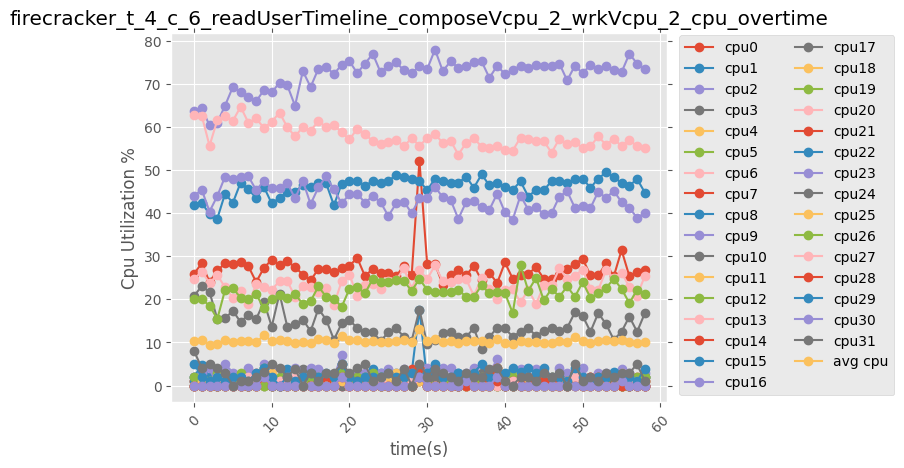 firecracker_t_4_c_6_readUserTimeline_composeVcpu_2_wrkVcpu_2_cpu_overtime
80
70
60
50
40
30
20
10
0
Cpu Utilization %
0
10
20
30
40
50
60
time(s)
cpu0
cpu1
cpu2
cpu3
cpu4
cpu5
cpu6
cpu7
cpu8
cpu9
cpu10
cpu11
cpu12
cpu13
cpu14
cpu15
cpu16
cpu17
cpu18
cpu19
cpu20
cpu21
cpu22
cpu23
cpu24
cpu25
cpu26
cpu27
cpu28
cpu29
cpu30
cpu31
avg cpu